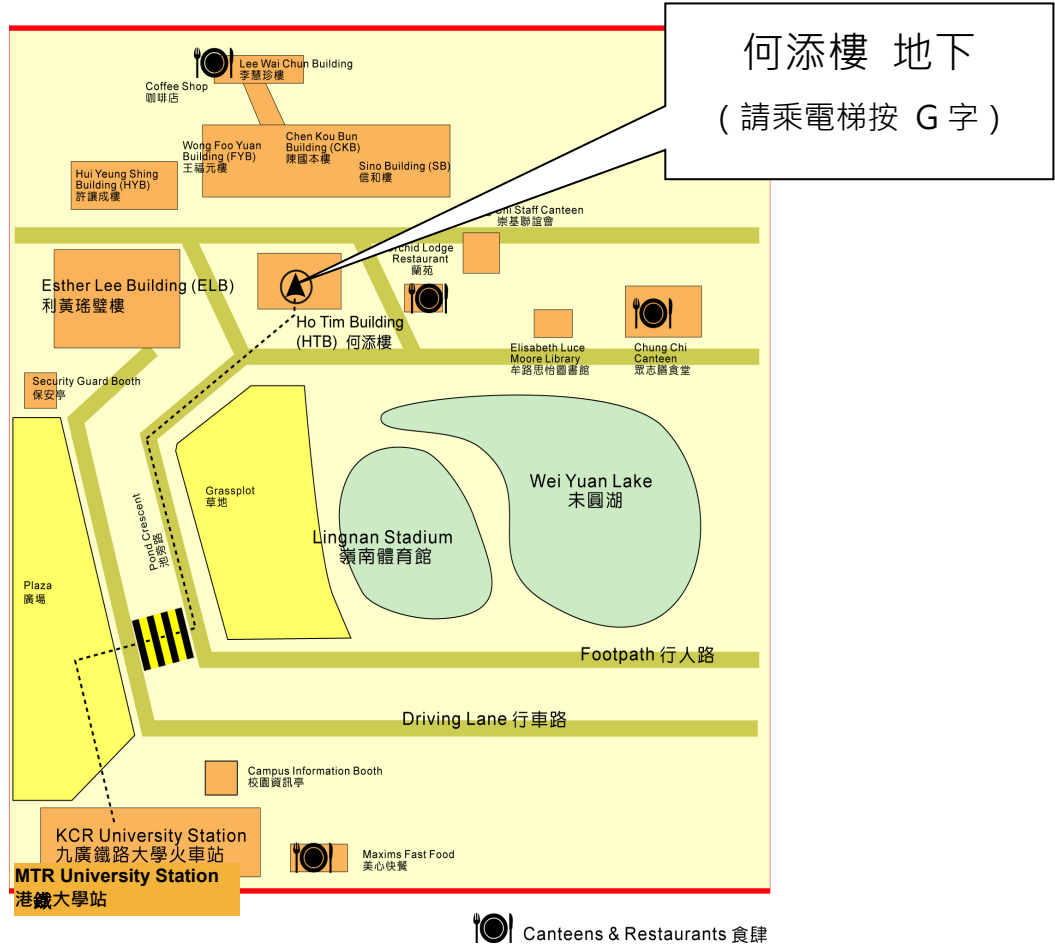 何添樓 地下
(請乘電梯按 G 字)
Lee Wai Chun Building
李慧珍樓
Coffee Shop
咖啡店
Wong Foo Yuan
Building (FYB)
王福元樓
Chen Kou Bun
Building (CKB)
陳國本樓
Sino Building (SB)
信和樓
Hui Yeung Shing
Building (HYB)
許讓成樓
Staff Canteen
崇基聯誼會
Lodge
Restaurant
蘭苑
Esther Lee Building (ELB)
利黃瑤璧樓
Ho Tim Building
(HTB) 何添樓
Elisabeth Luce
Moore Library
牟路思怡圖書館
Chung Chi
Canteen
眾志膳食堂
Security Guard Booth
保安亭
Grassplot
草地
Wei Yuan Lake
未圓湖
Lingnan Stadium
嶺南體育館
Pond Crescent
池旁路
Plaza
廣場
Footpath 行人路
Driving Lane 行車路
Campus Information Booth
校園資訊亭
KCR University Station
九廣鐵路大學火車站
MTR University Station
港鐵大學站
Maxims Fast Food
美心快餐
Canteens & Restaurants 食肆